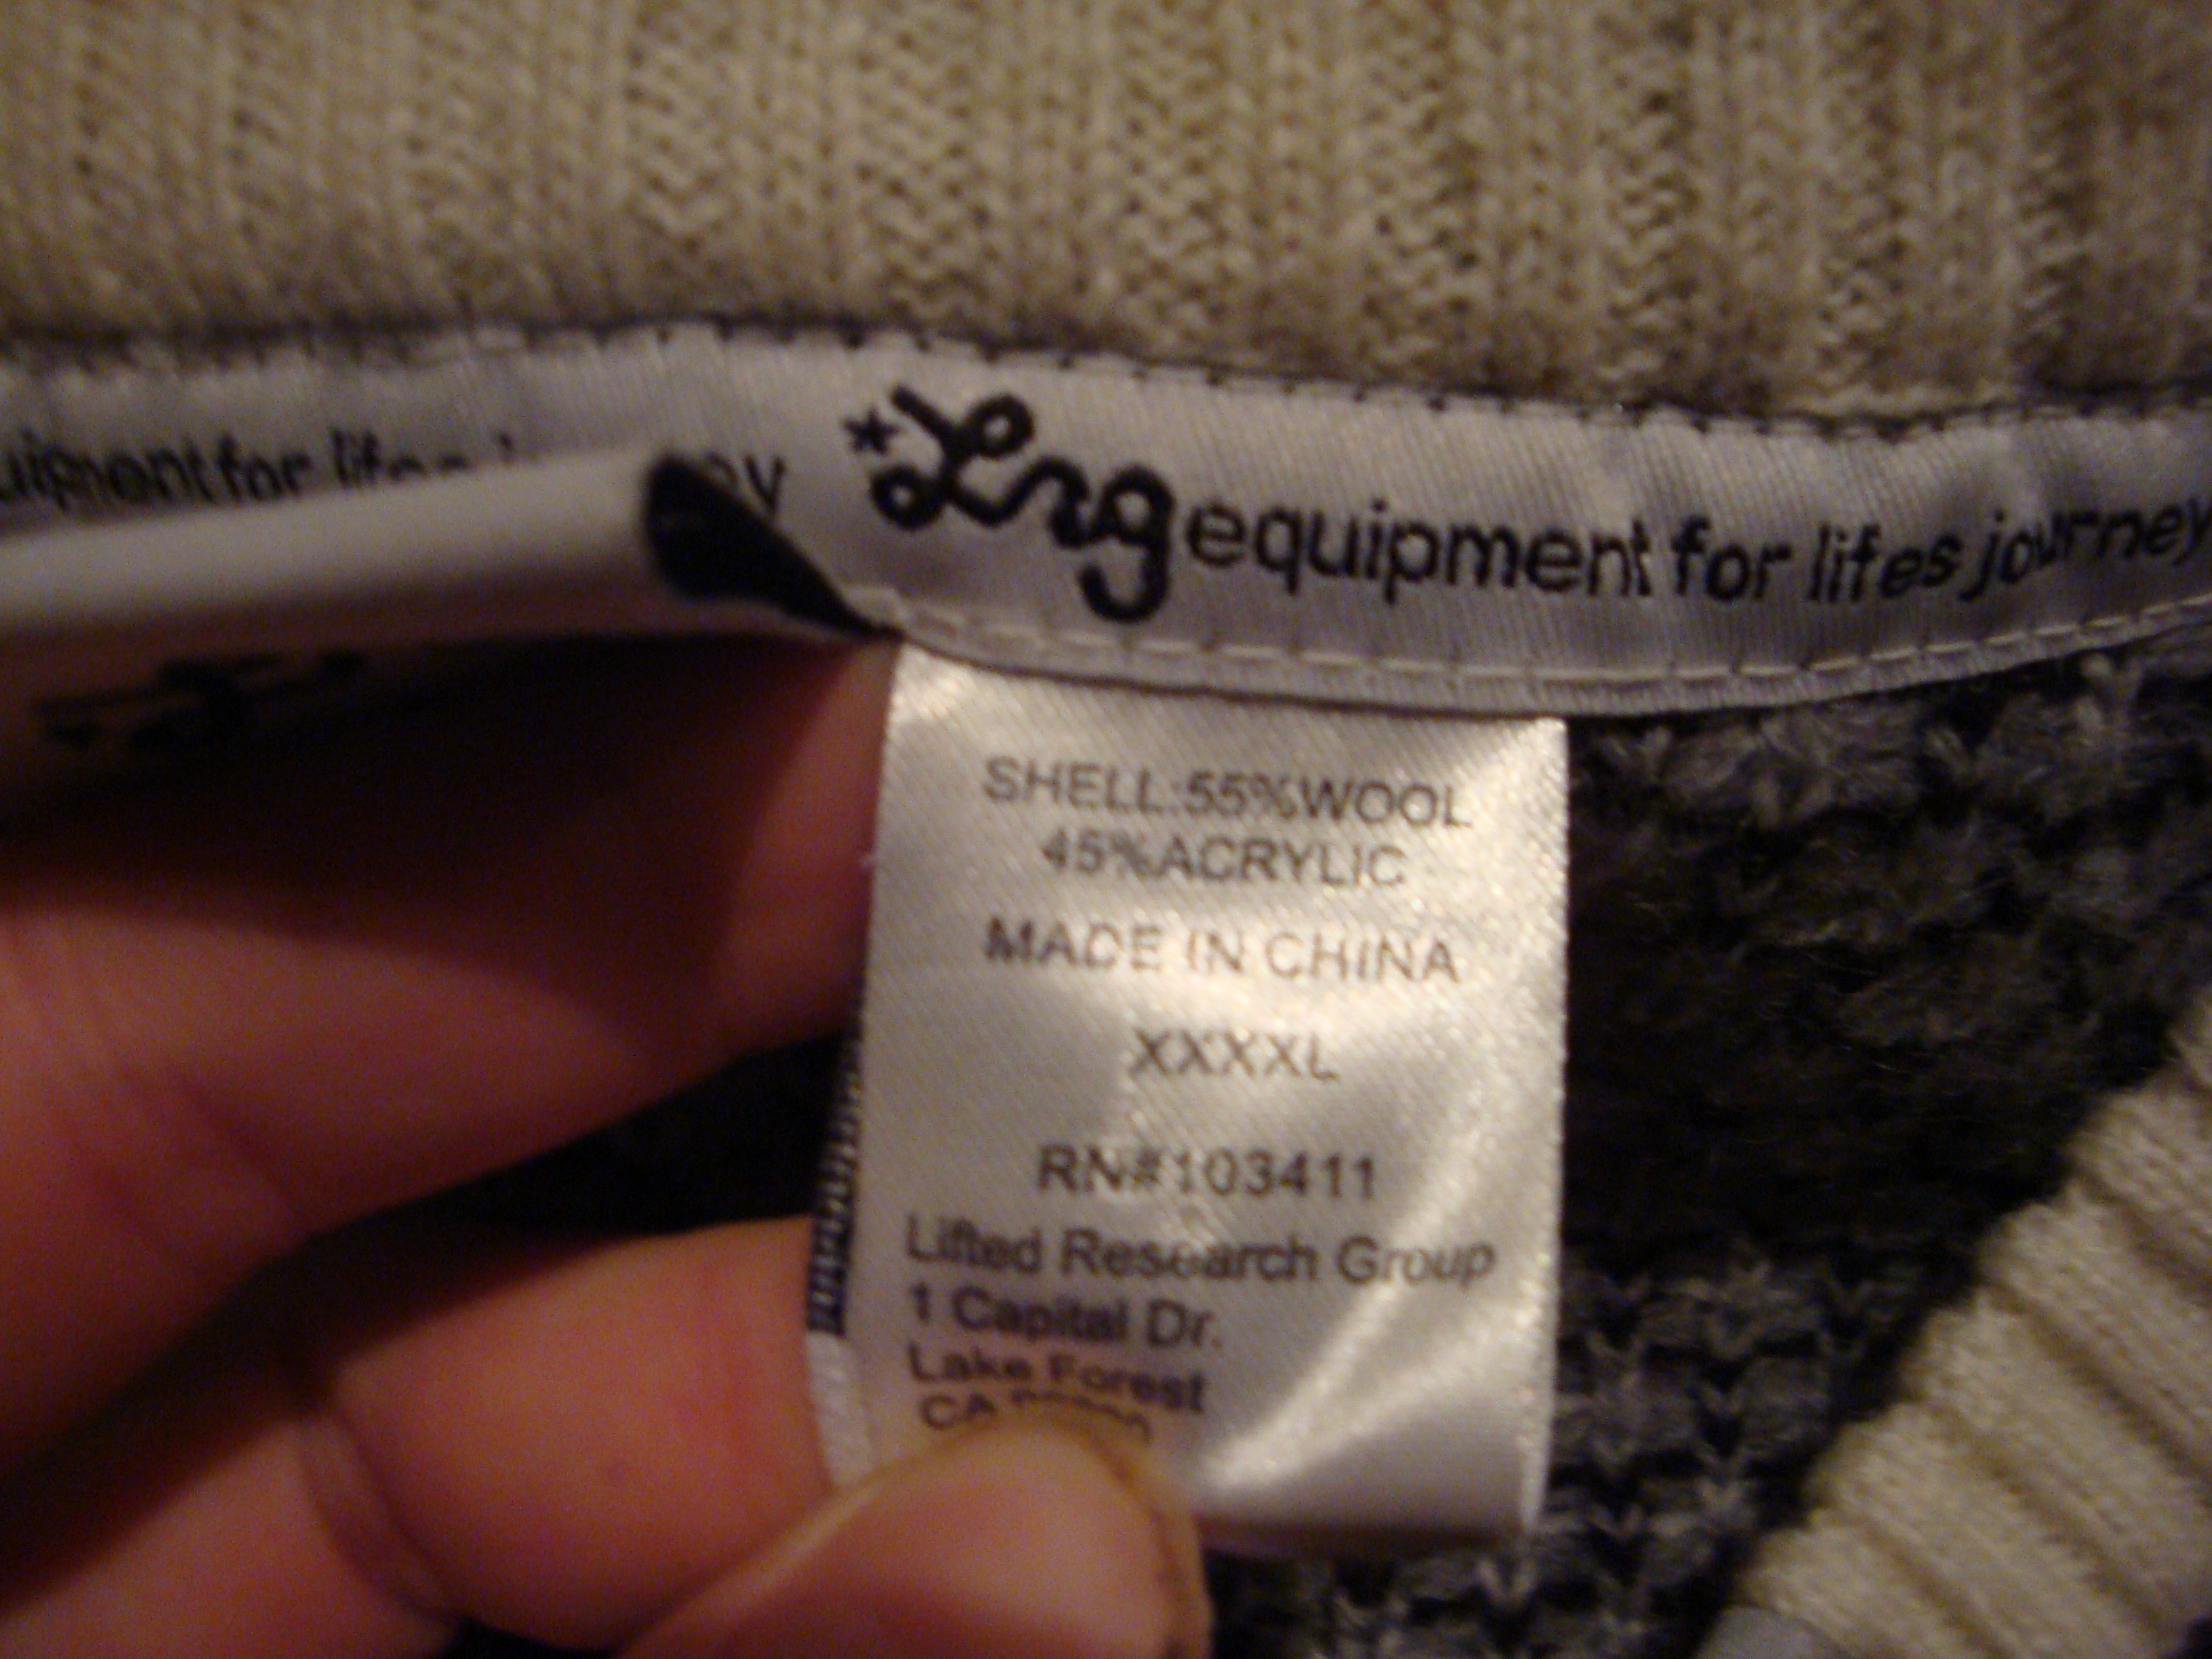 Lrg equipment for lifes journey
SHELL:55%WOOL
45%ACRYLIC
MADE IN CHINA
XXXXL
RN#103411
Lifted Research Group
1 Capital Dr.
Lake Forest
CA